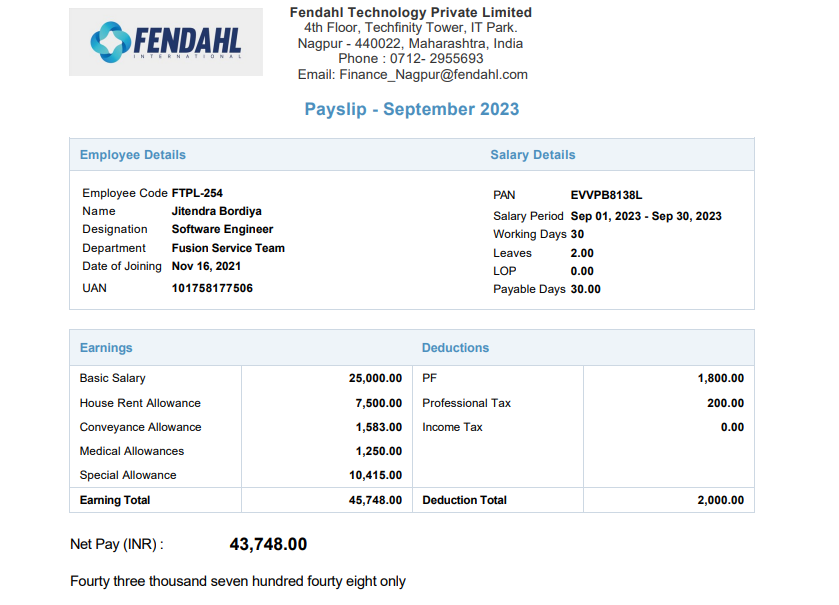 FENDAHL
INTERNATIONAL
Fendahl Technology Private Limited
4th Floor, Techfinity Tower, IT Park.
Nagpur - 440022, Maharashtra, India
Phone : 0712- 2955693
Email: Finance_Nagpur@fendahl.com
Payslip - September 2023
Employee Details
Employee Code FTPL-254
Name Jitendra Bordiya
Designation Software Engineer
Department Fusion Service Team
Date of Joining Nov 16, 2021
UAN 101758177506
Salary Details
PAN EVVPB8138L
Salary Period Sep 01, 2023 - Sep 30, 2023
Working Days 30
Leaves 2.00
LOP 0.00
Payable Days 30.00
Earnings Deductions
Basic Salary 25,000.00 PF 1,800.00
House Rent Allowance 7,500.00 Professional Tax 200.00
Conveyance Allowance 1,583.00 Income Tax 0.00
Medical Allowances 1,250.00
Special Allowance 10,415.00
Earning Total 45,748.00 Deduction Total 2,000.00
Net Pay (INR) : 43,748.00
Fourty three thousand seven hundred fourty eight only